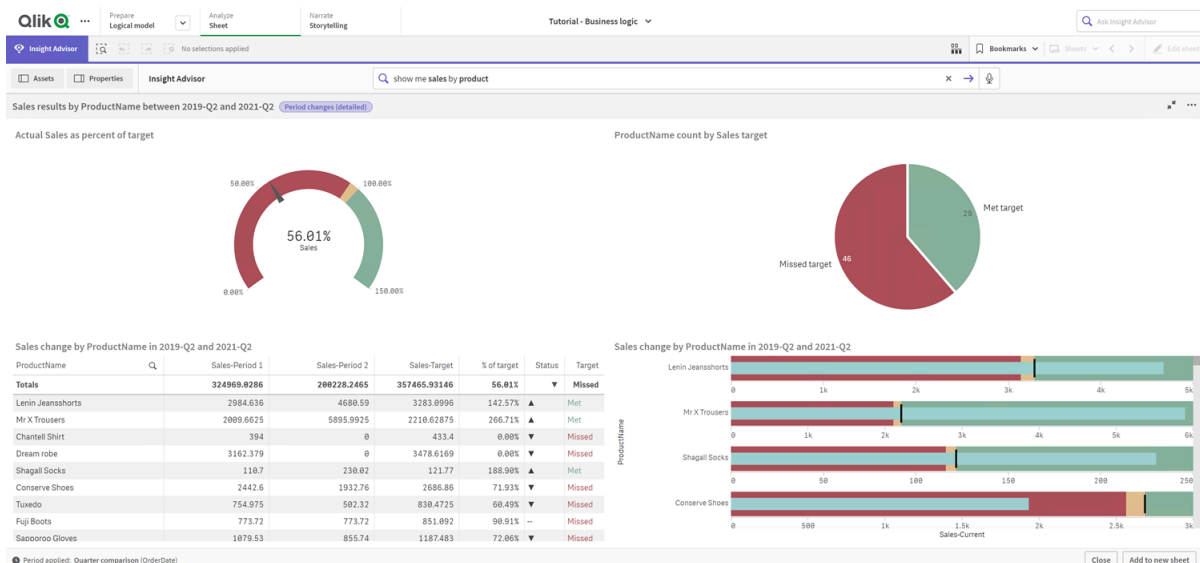 Qlik ... Prepare Logical model Analyze Sheet Narrate Storytelling Tutorial - Business logic Ask Insight Advisor
Insight Advisor No selections applied Bookmarks Sheets Edit sheet
Assets Properties Insight Advisor show me sales by product
Sales results by ProductName between 2019-Q2 and 2021-Q2 Period changes (detailed)
Actual Sales as percent of target
50.00% 100.00%
56.01%
Sales
0.00% 150.00%
ProductName count by Sales target
29 Met target
Missed target 46
Sales change by ProductName in 2019-Q2 and 2021-Q2
ProductName Sales-Period 1 Sales-Period 2 Sales-Target % of target Status Target
Totals 324969.0286 200228.2465 357465.93146 56.01% ▼ Missed
Lenin Jeansshorts 2984.636 4680.59 3283.0996 142.57% ▲ Met
Mr X Trousers 2009.6625 5895.9925 2210.62875 266.71% ▲ Met
Chantell Shirt 394 0 433.4 0.00% ▼ Missed
Dream robe 3162.379 0 3478.6169 0.00% ▼ Missed
Shagall Socks 110.7 230.02 121.77 188.90% ▲ Met
Conserve Shoes 2442.6 1932.76 2686.86 71.93% ▼ Missed
Tuxedo 754.975 502.32 830.4725 60.49% ▼ Missed
Fuji Boots 773.72 773.72 851.092 90.91% -- Missed
Sapporoo Gloves 1079.53 855.74 1187.483 72.06% ▼ Missed
Sales change by ProductName in 2019-Q2 and 2021-Q2
ProductName
Lenin Jeansshorts
0 1k 2k 3k 4k 5k
Mr X Trousers
0 1k 2k 3k 4k 5k 6k
Shagall Socks
0 50 100 150 200 250
Conserve Shoes
0 500 1k 1.5k 2k 2.5k 3k
Sales-Current
Period applied: Quarter comparison (OrderDate) Close Add to new sheet